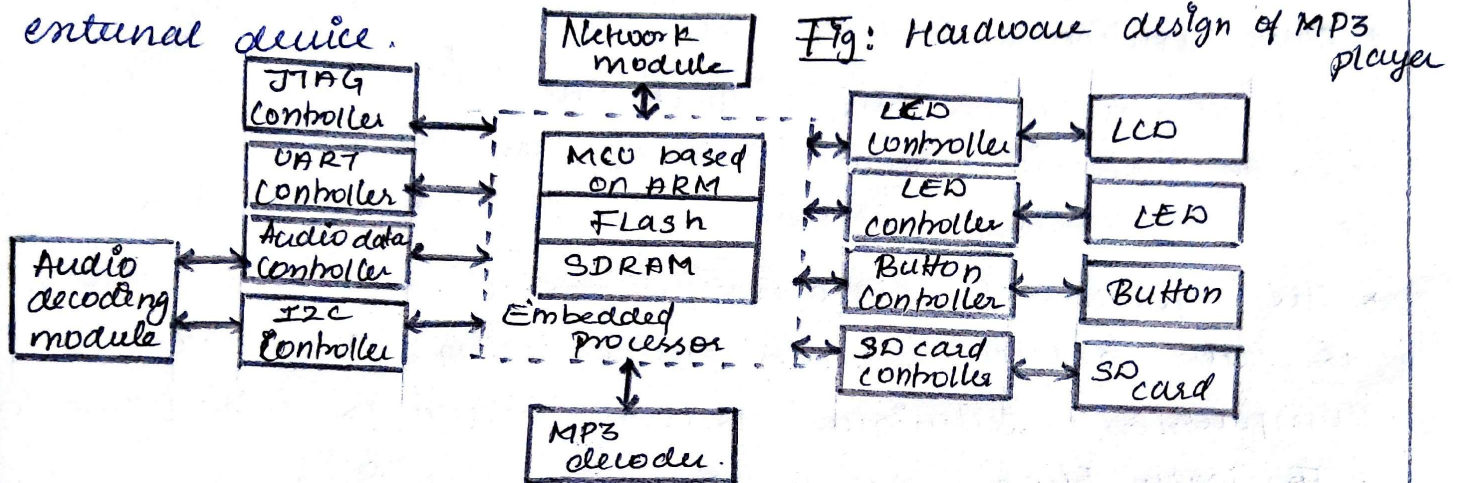 external device.
Fig: Hardware design of MP3
player
Network
module
JTAG
Controller
UART
Controller
Audio data
Controller
I2C
Controller
Audio
decoding
module
MCU based
on ARM
Flash
SDRAM
Embedded
Processor
MP3
decoder.
LED
Controller
LCD
LED
controller
LED
Button
Controller
Button
SD card
controller
SD
card